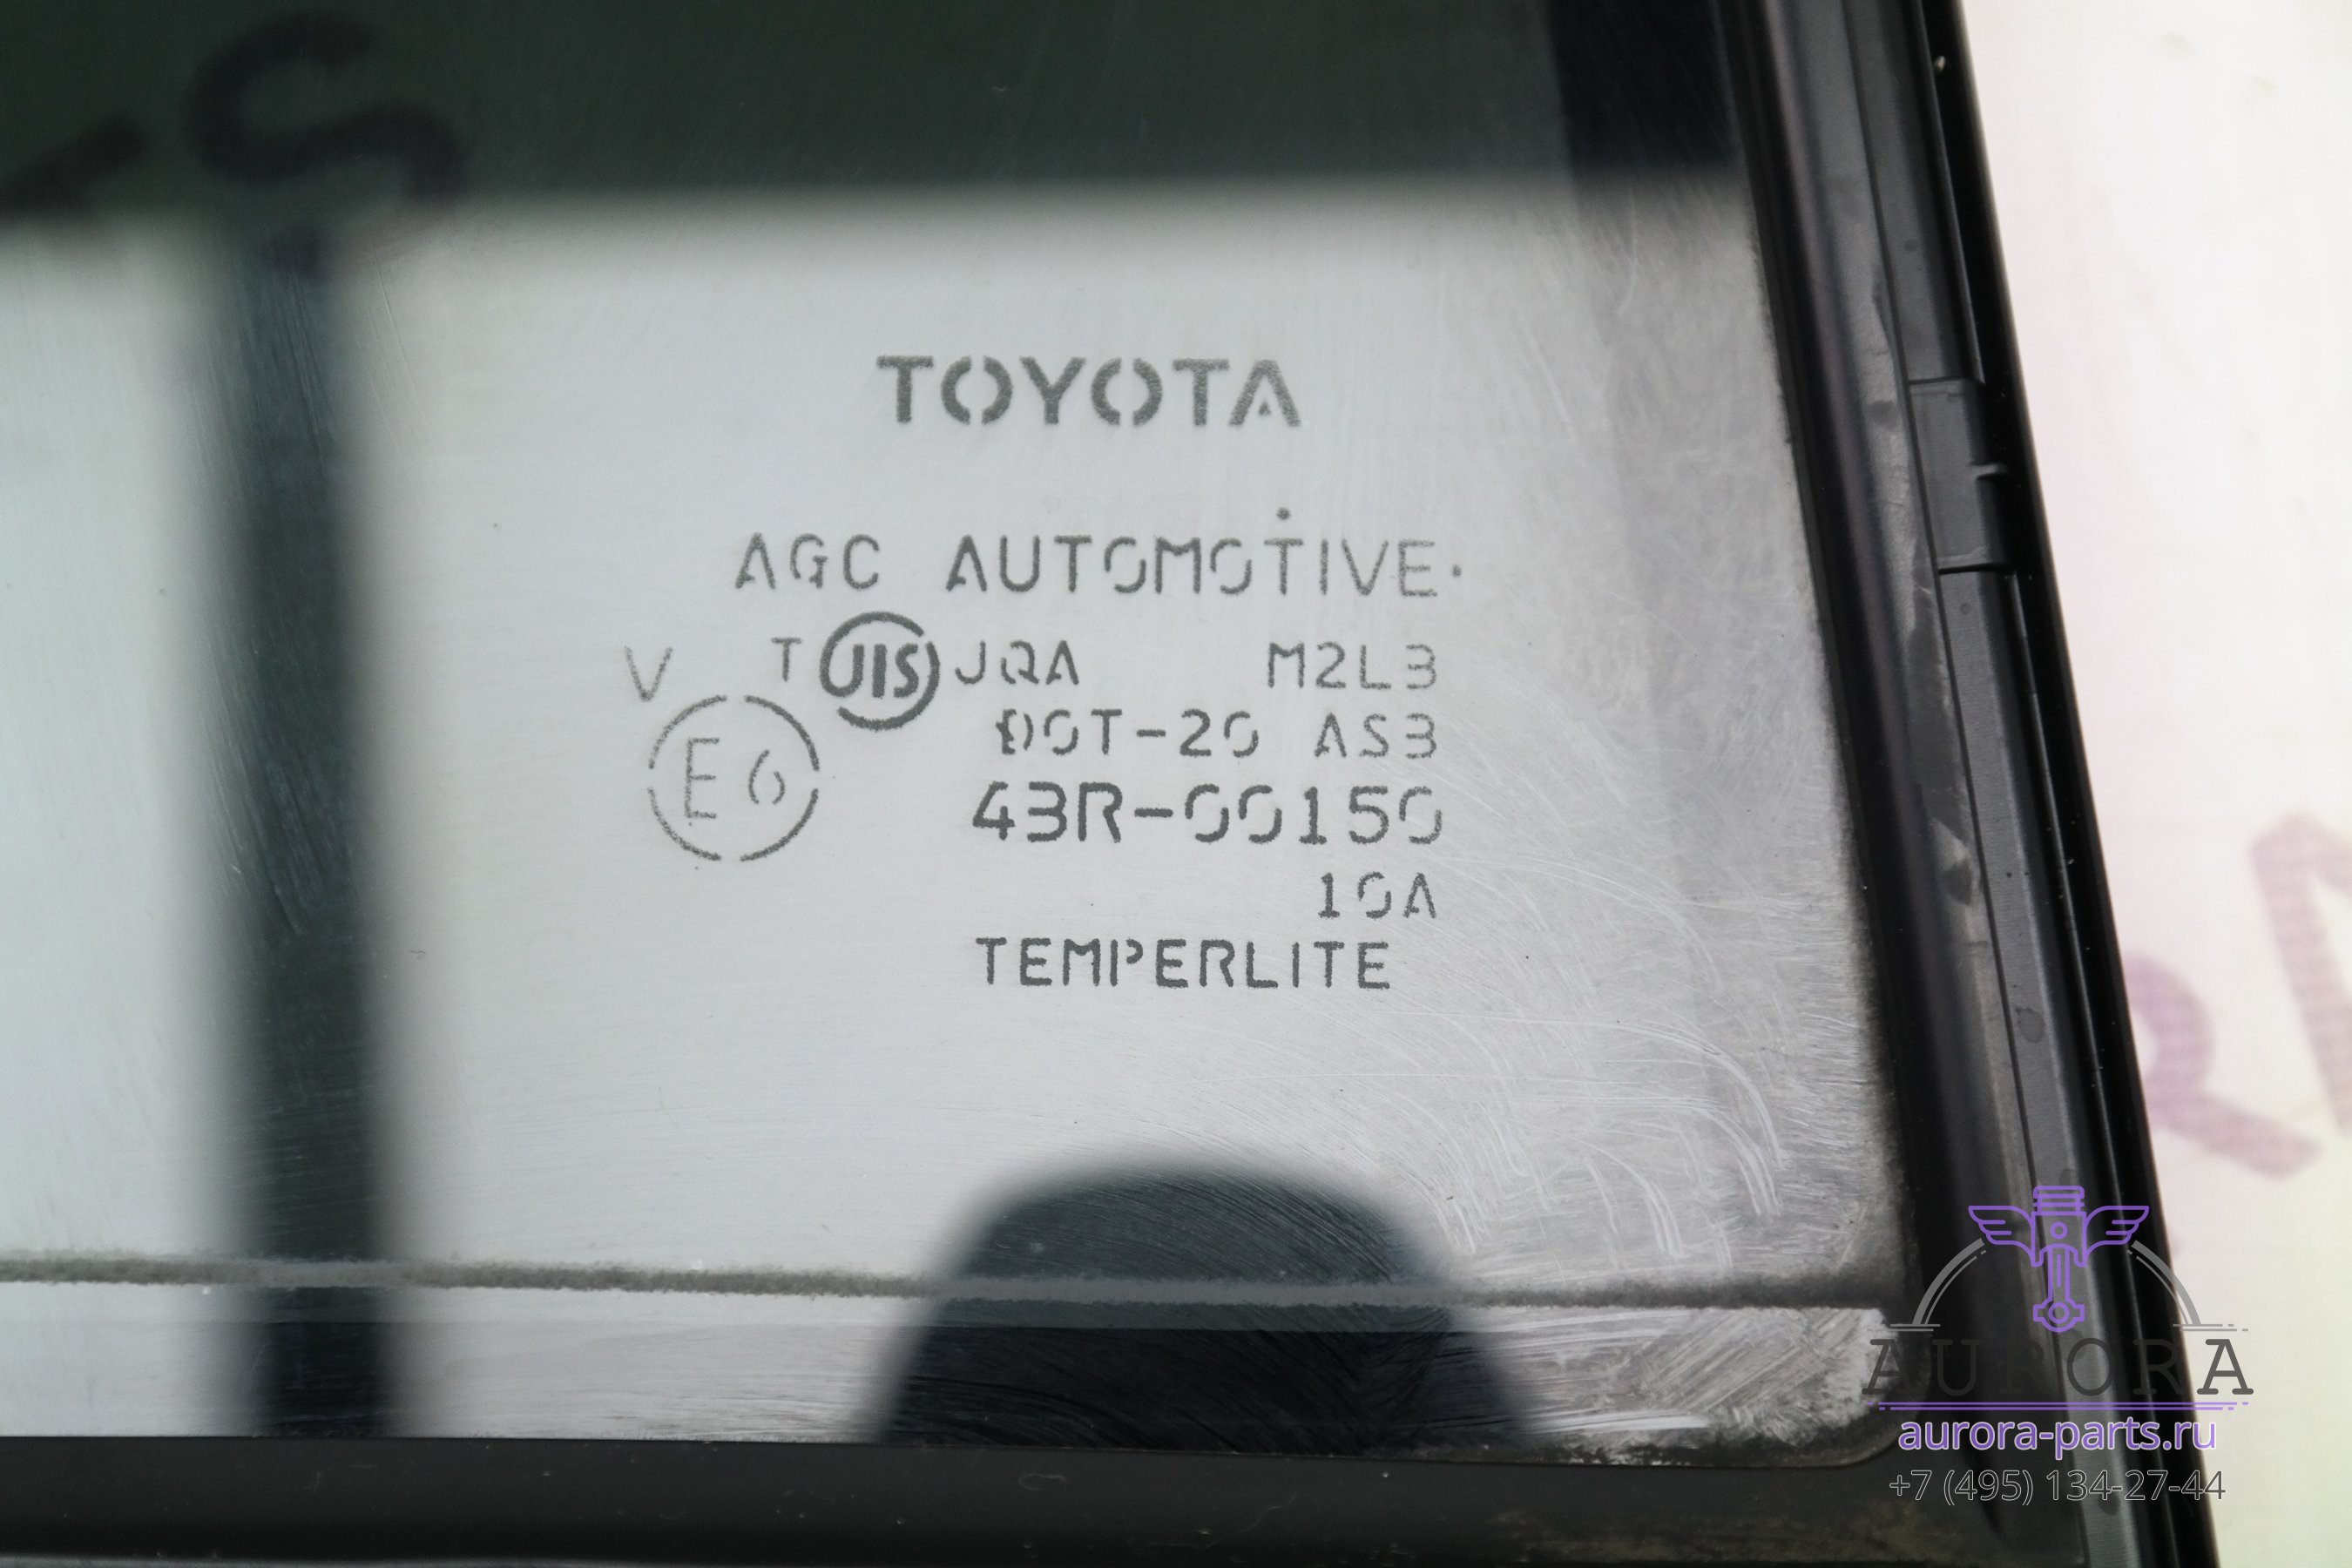 S
TOYOTA
AGC AUTOMOTIVE.
V T JIS JQA M2L3
DOT-20 AS3
E6
43R-00150
10A
TEMPERLITE
AURORA
aurora-parts.ru
+7 (495) 134-27-44